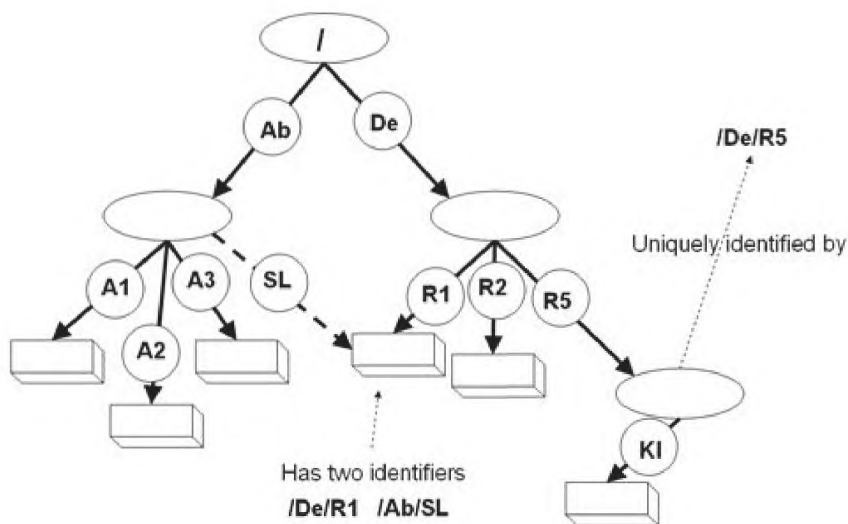 /
Ab
De
/De/R5
Uniquely identified by
A1
A3
SL
R1
R2
R5
A2
KI
Has two identifiers
/De/R1 /Ab/SL